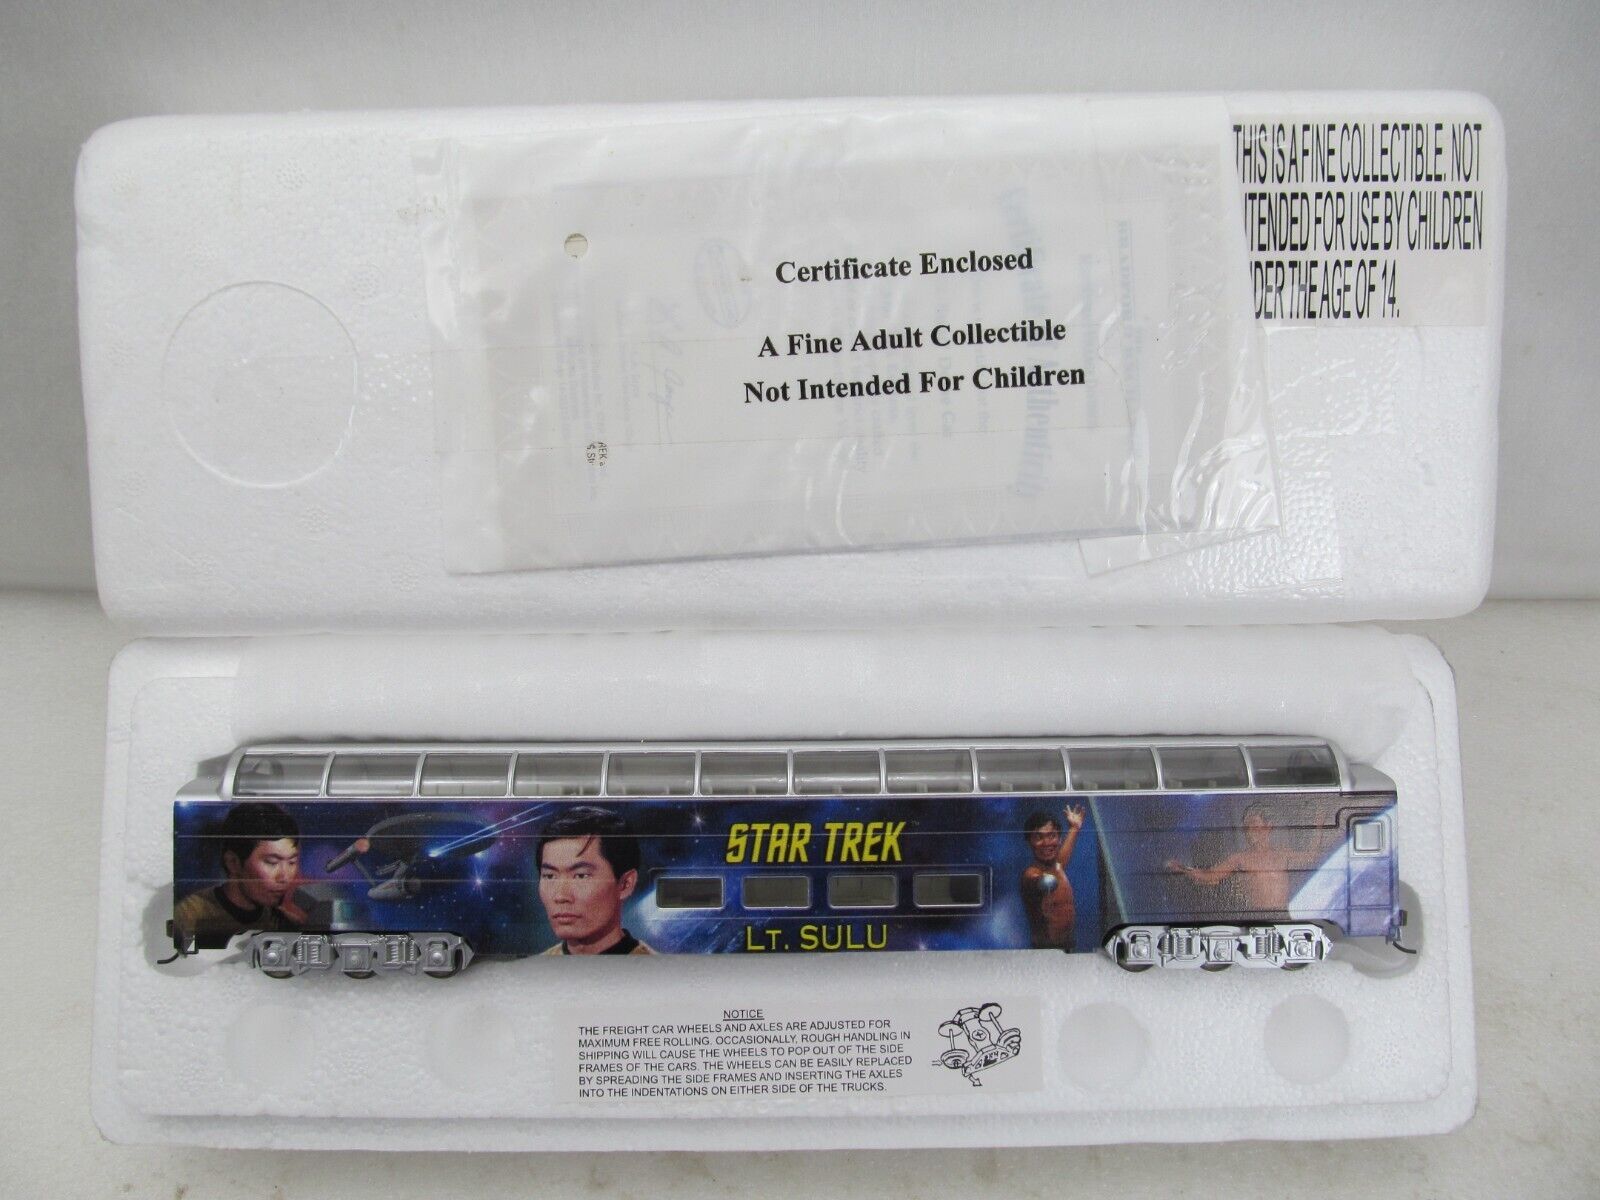 Certificate Enclosed
A Fine Adult Collectible
Not Intended For Children
THIS IS A FINE COLLECTIBLE. NOT
INTENDED FOR USE BY CHILDREN
DER THE AGE OF 14.
STAR TREK™
LT. SULU™
NOTICE
THE FREIGHT CAR WHEELS AND AXLES ARE ADJUSTED FOR
MAXIMUM FREE ROLLING. OCCASIONALLY, ROUGH HANDLING IN
SHIPPING WILL CAUSE THE WHEELS TO POP OUT OF THE SIDE
FRAMES OF THE CARS. THE WHEELS CAN BE EASILY REPLACED
BY SPREADING THE SIDE FRAMES AND INSERTING THE AXLES
INTO THE INDENTATIONS ON EITHER SIDE OF THE TRUCKS.